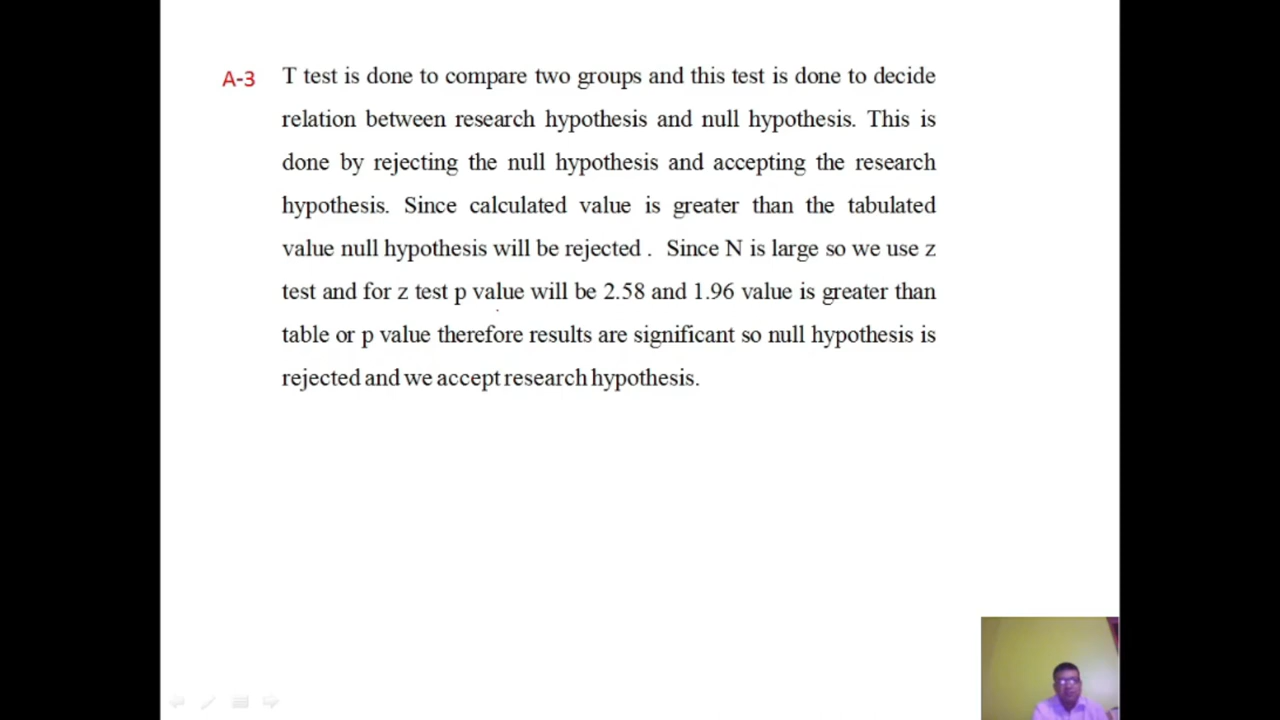 A-3 T test is done to compare two groups and this test is done to decide
relation between research hypothesis and null hypothesis. This is
done by rejecting the null hypothesis and accepting the research
hypothesis. Since calculated value is greater than the tabulated
value null hypothesis will be rejected . Since N is large so we use z
test and for z test p value will be 2.58 and 1.96 value is greater than
table or p value therefore results are significant so null hypothesis is
rejected and we accept research hypothesis.